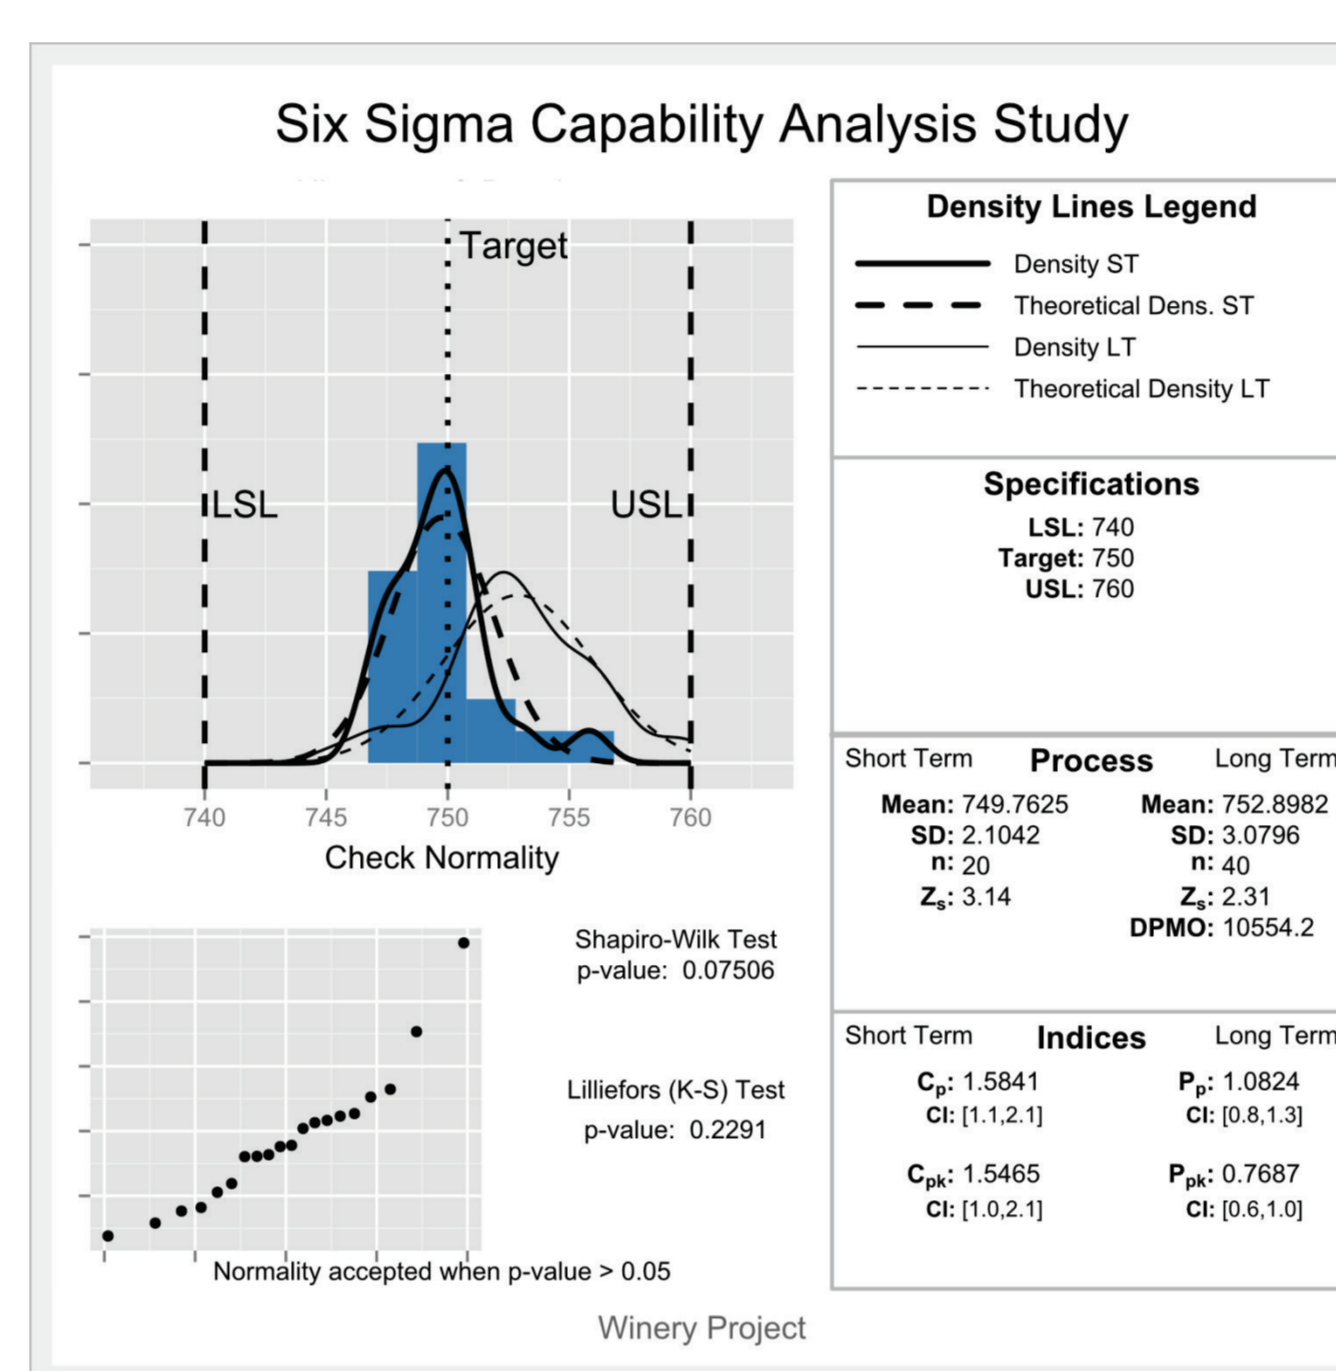 Six Sigma Capability Analysis Study
Target
LSL
USL
740 745 750 755 760
Check Normality
Shapiro-Wilk Test
p-value: 0.07506
Lilliefors (K-S) Test
p-value: 0.2291
Normality accepted when p-value > 0.05
Density Lines Legend
Density ST
Theoretical Dens. ST
Density LT
Theoretical Density LT
Specifications
LSL: 740
Target: 750
USL: 760
Short Term Process Long Term
Mean: 749.7625 Mean: 752.8982
SD: 2.1042 SD: 3.0796
n: 20 n: 40
Zs: 3.14 Zs: 2.31
DPMO: 10554.2
Short Term Indices Long Term
Cp: 1.5841 Pp: 1.0824
CI: [1.1,2.1] CI: [0.8,1.3]
Cpk: 1.5465 Ppk: 0.7687
CI: [1.0,2.1] CI: [0.6,1.0]
Winery Project